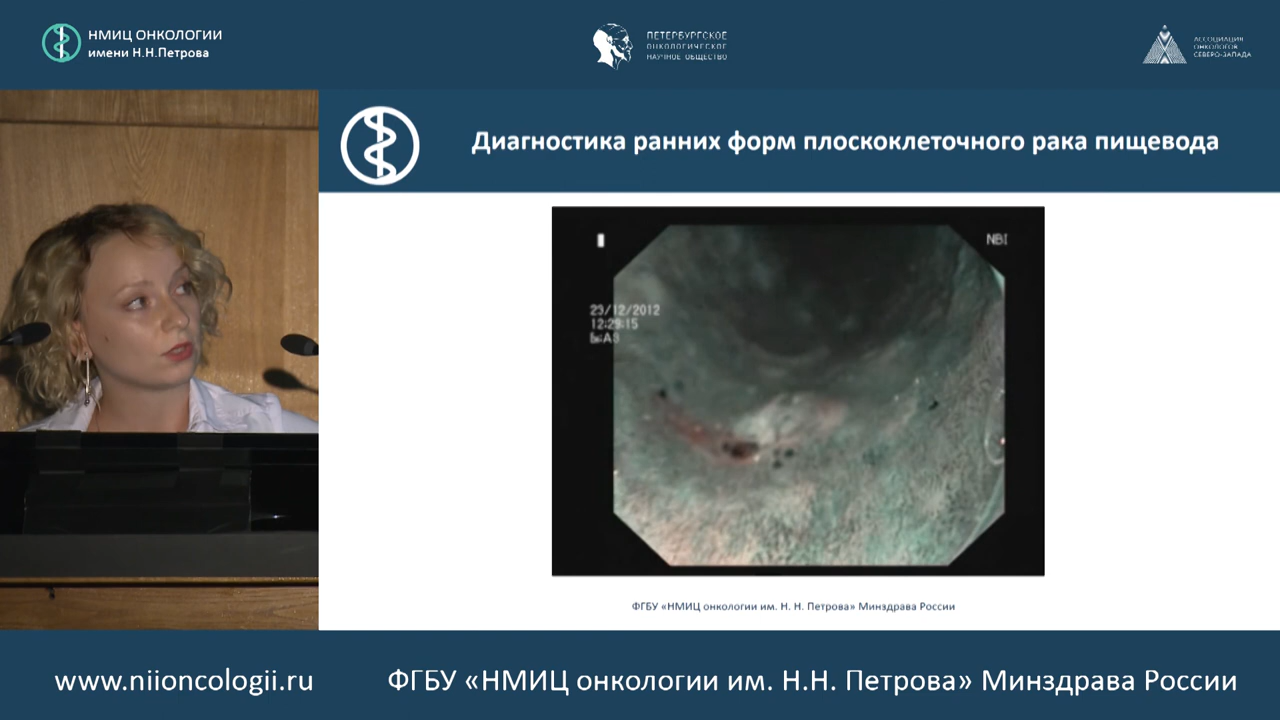 НМИЦ ОНКОЛОГИИ
имени Н.Н.Петрова
ПЕТЕРБУРГСКОЕ
ОНКОЛОГИЧЕСКОЕ
НАУЧНОЕ ОБЩЕСТВО
АССОЦИАЦИЯ
ОНКОЛОГОВ
СЕВЕРО-ЗАПАДА
Диагностика ранних форм плоскоклеточного рака пищевода
NBI
23/12/2012
12:29:15
ФГБУ «НМИЦ онкологии им. Н. Н. Петрова» Минздрава России
www.niioncologii.ru
ФГБУ «НМИЦ онкологии им. Н.Н. Петрова» Минздрава России